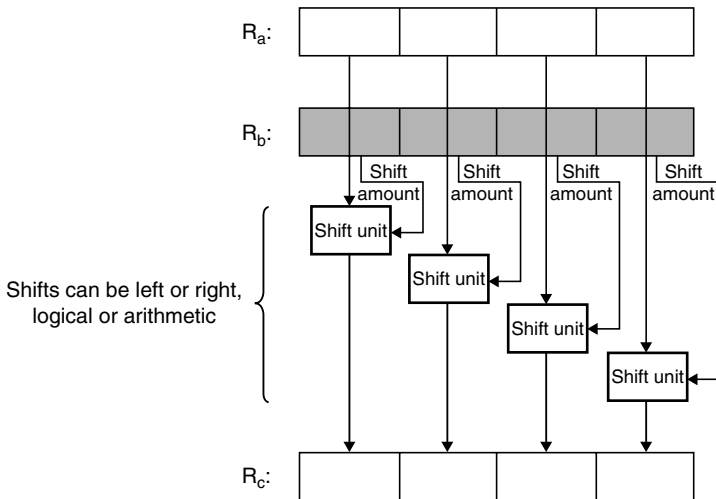 Ra:
Rb:
Shift
amount
Shift
amount
Shift
amount
Shift
amount
Shift unit
Shift unit
Shift unit
Shift unit
Shifts can be left or right,
logical or arithmetic
Rc: